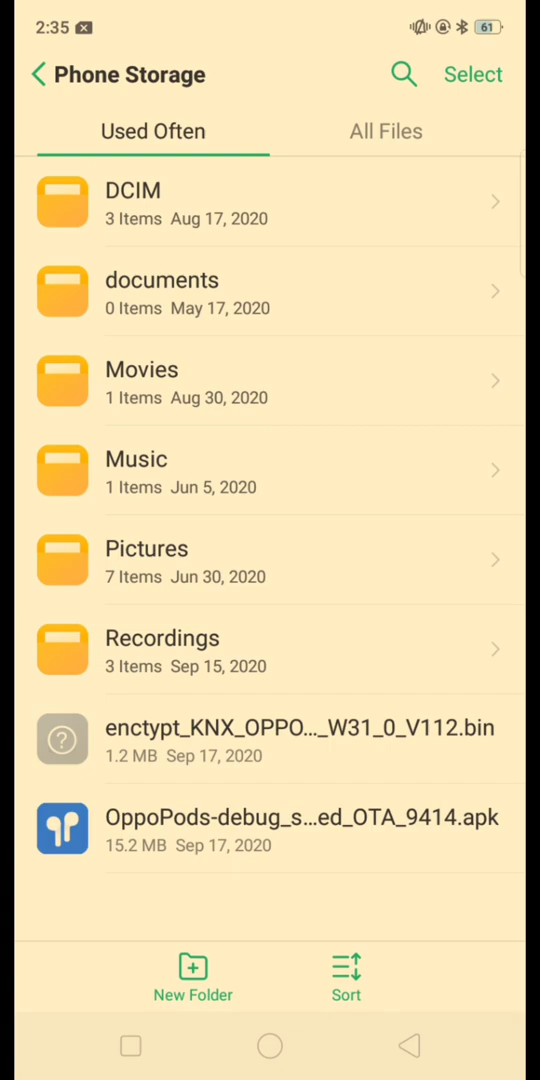 2:35
61
Phone Storage
Select
Used Often
All Files
DCIM
3 Items Aug 17, 2020
documents
0 Items May 17, 2020
Movies
1 Items Aug 30, 2020
Music
1 Items Jun 5, 2020
Pictures
7 Items Jun 30, 2020
Recordings
3 Items Sep 15, 2020
enctypt_KNX_OPPO..._W31_0_V112.bin
1.2 MB Sep 17, 2020
OppoPods-debug_s...ed_OTA_9414.apk
15.2 MB Sep 17, 2020
New Folder
Sort